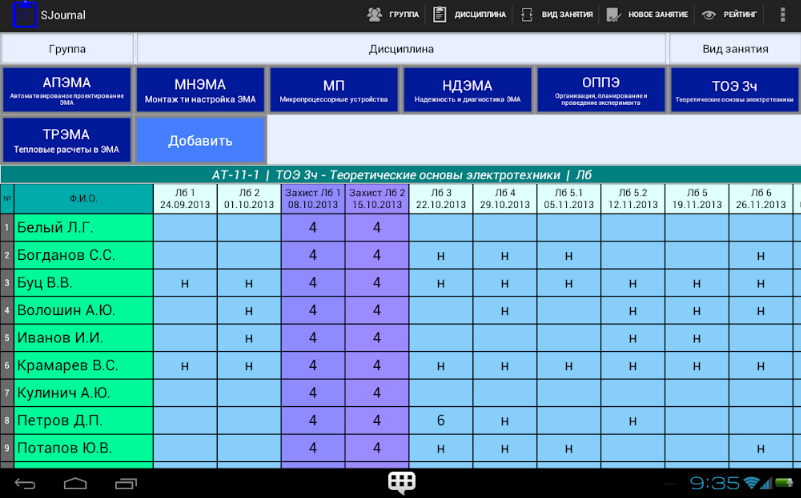 SJournal ГРУППА ДИСЦИПЛИНА ВИД ЗАНЯТИЯ НОВОЕ ЗАНЯТИЕ РЕЙТИНГ
Группа Дисциплина Вид занятия
АПЭМА
Автоматизированое проектирование ЭМА
МНЭМА
Монтаж ти настройка ЭМА
МП
Микропроцессорные устройства
НДЭМА
Надежность и диагностика ЭМА
ОППЭ
Организация, планирование и
проведение эксперимента
ТОЭ 3ч
Теоретические основы электротехники
ТРЭМА
Тепловые расчеты в ЭМА
Добавить
АТ-11-1 | ТОЭ 3ч - Теоретические основы электротехники | Лб
№ Ф.И.О. Лб 1 Лб 2 Захист Лб 1 Захист Лб 2 Лб 3 Лб 4 Лб 5.1 Лб 5.2 Лб 5 Лб 6
24.09.2013 01.10.2013 08.10.2013 15.10.2013 22.10.2013 29.10.2013 05.11.2013 12.11.2013 19.11.2013 26.11.2013
1 Белый Л.Г. 4 4
2 Богданов С.С. 4 4 н н н н
3 Буц В.В. н н 4 4 н н н н н н
4 Волошин А.Ю. н 4 4 н н н н
5 Иванов И.И. н 4 4 н н
6 Крамарев В.С. н н 4 4 н н н н н н
7 Кулинич А.Ю. 4 4
8 Петров Д.П. 4 4 6 н н
9 Потапов Ю.В. 4 4 н н н н
9:35